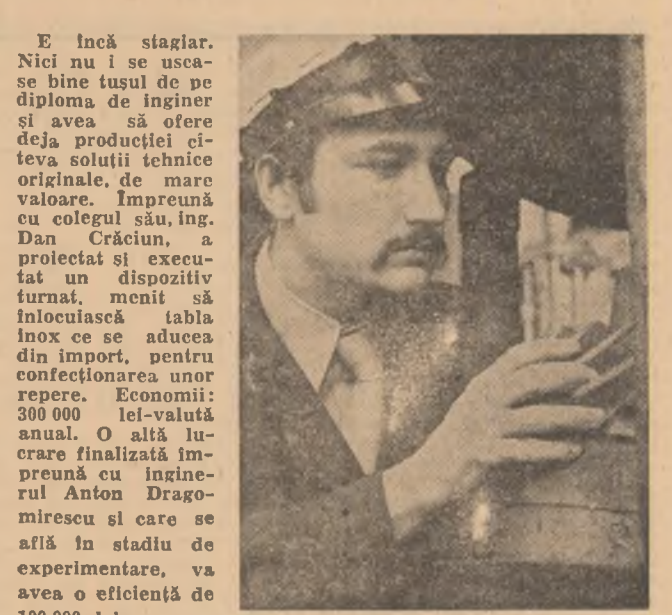 E încă stagiar.
Nici nu i se usca-
se bine tușul de pe
diploma de inginer
și avea să ofere
deja producției cî-
teva soluții tehnice
originale, de mare
valoare. Împreună
cu colegul său, ing.
Dan Crăciun, a
proiectat și execu-
tat un dispozitiv
turnat, menit să
înlocuiască tabla
inox ce se aducea
din import, pentru
confecționarea unor
repere. Economii:
300 000 lei-valută
anual. O altă lu-
crare finalizată îm-
preună cu ingine-
rul Anton Drago-
mirescu și care se
află în stadiu de
experimentare, va
avea o eficiență de